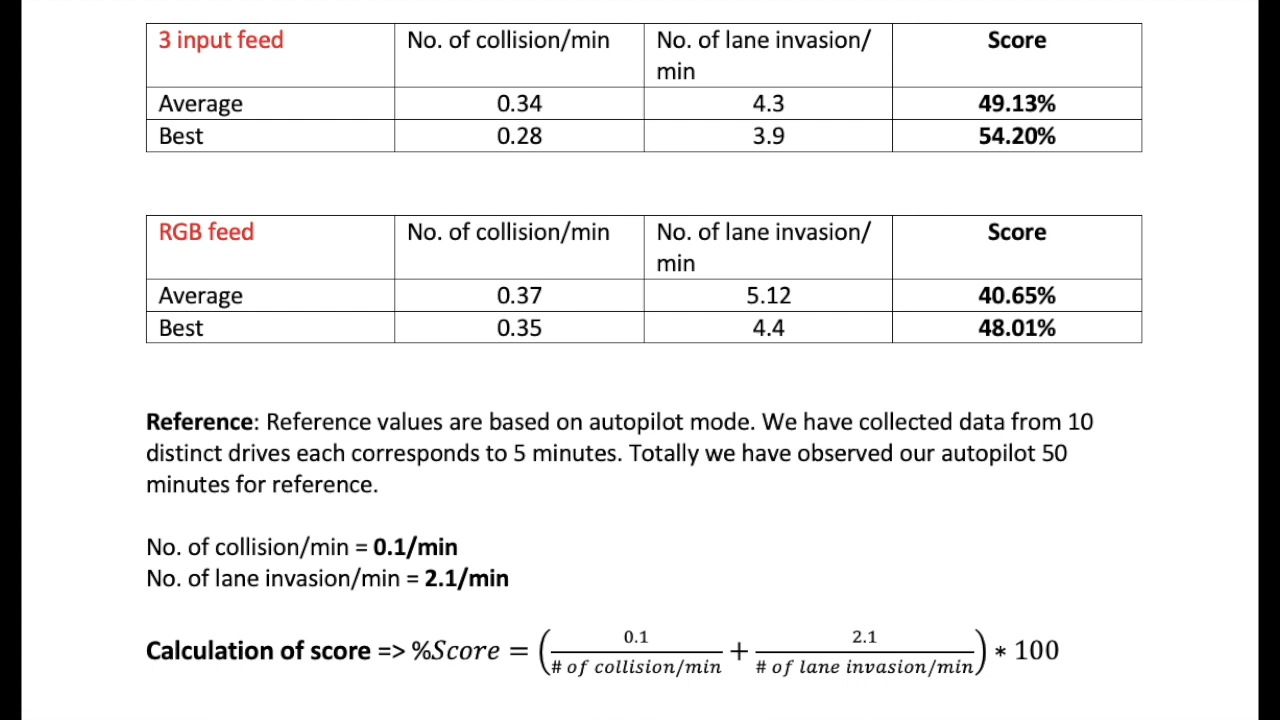 3 input feed No. of collision/min No. of lane invasion/ Score
min
Average 0.34 4.3 49.13%
Best 0.28 3.9 54.20%
RGB feed No. of collision/min No. of lane invasion/ Score
min
Average 0.37 5.12 40.65%
Best 0.35 4.4 48.01%
Reference: Reference values are based on autopilot mode. We have collected data from 10
distinct drives each corresponds to 5 minutes. Totally we have observed our autopilot 50
minutes for reference.
No. of collision/min = 0.1/min
No. of lane invasion/min = 2.1/min
Calculation of score => %Score = (0.1 / # of collision/min + 2.1 / # of lane invasion/min) * 100